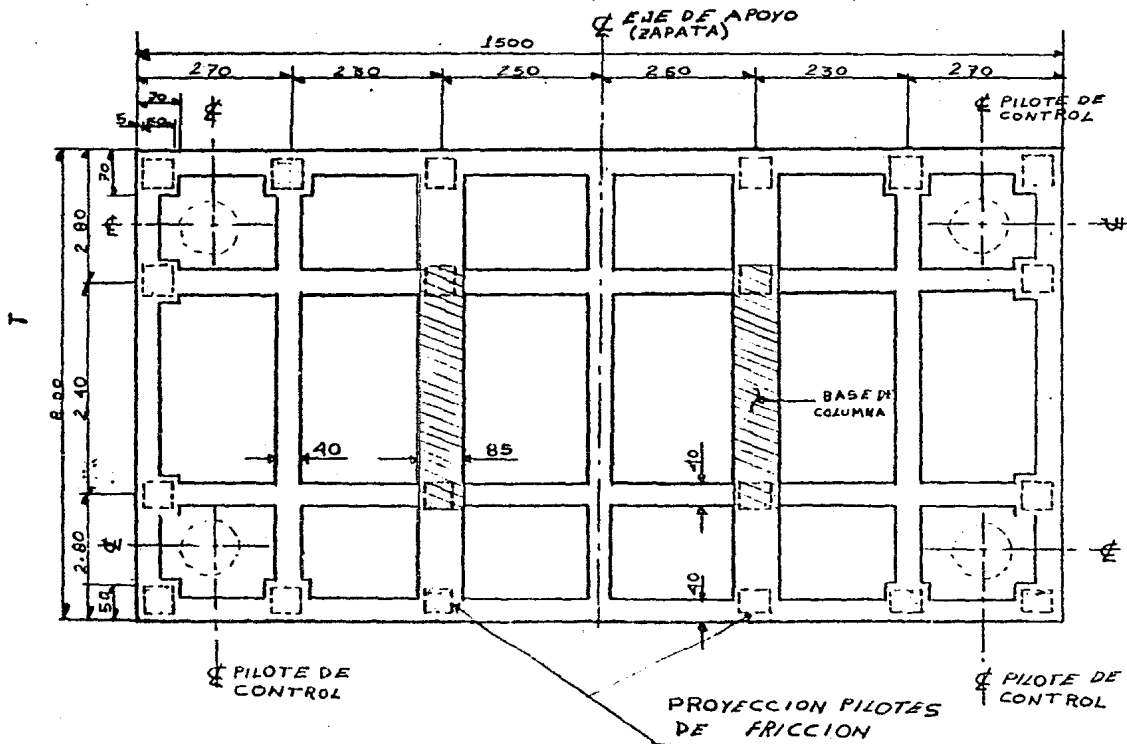 ℄ EJE DE APOYO
(ZAPATA)
1500
270
230
250
260
230
270
70
5
50
℄
℄ PILOTE DE
CONTROL
70
2.80
℄
℄
T
8.00
2.40
BASE DE
COLUMNA
40
85
40
2.80
℄
℄
50
40
℄ PILOTE DE
CONTROL
℄ PILOTE DE
CONTROL
PROYECCION PILOTES
DE FRICCION